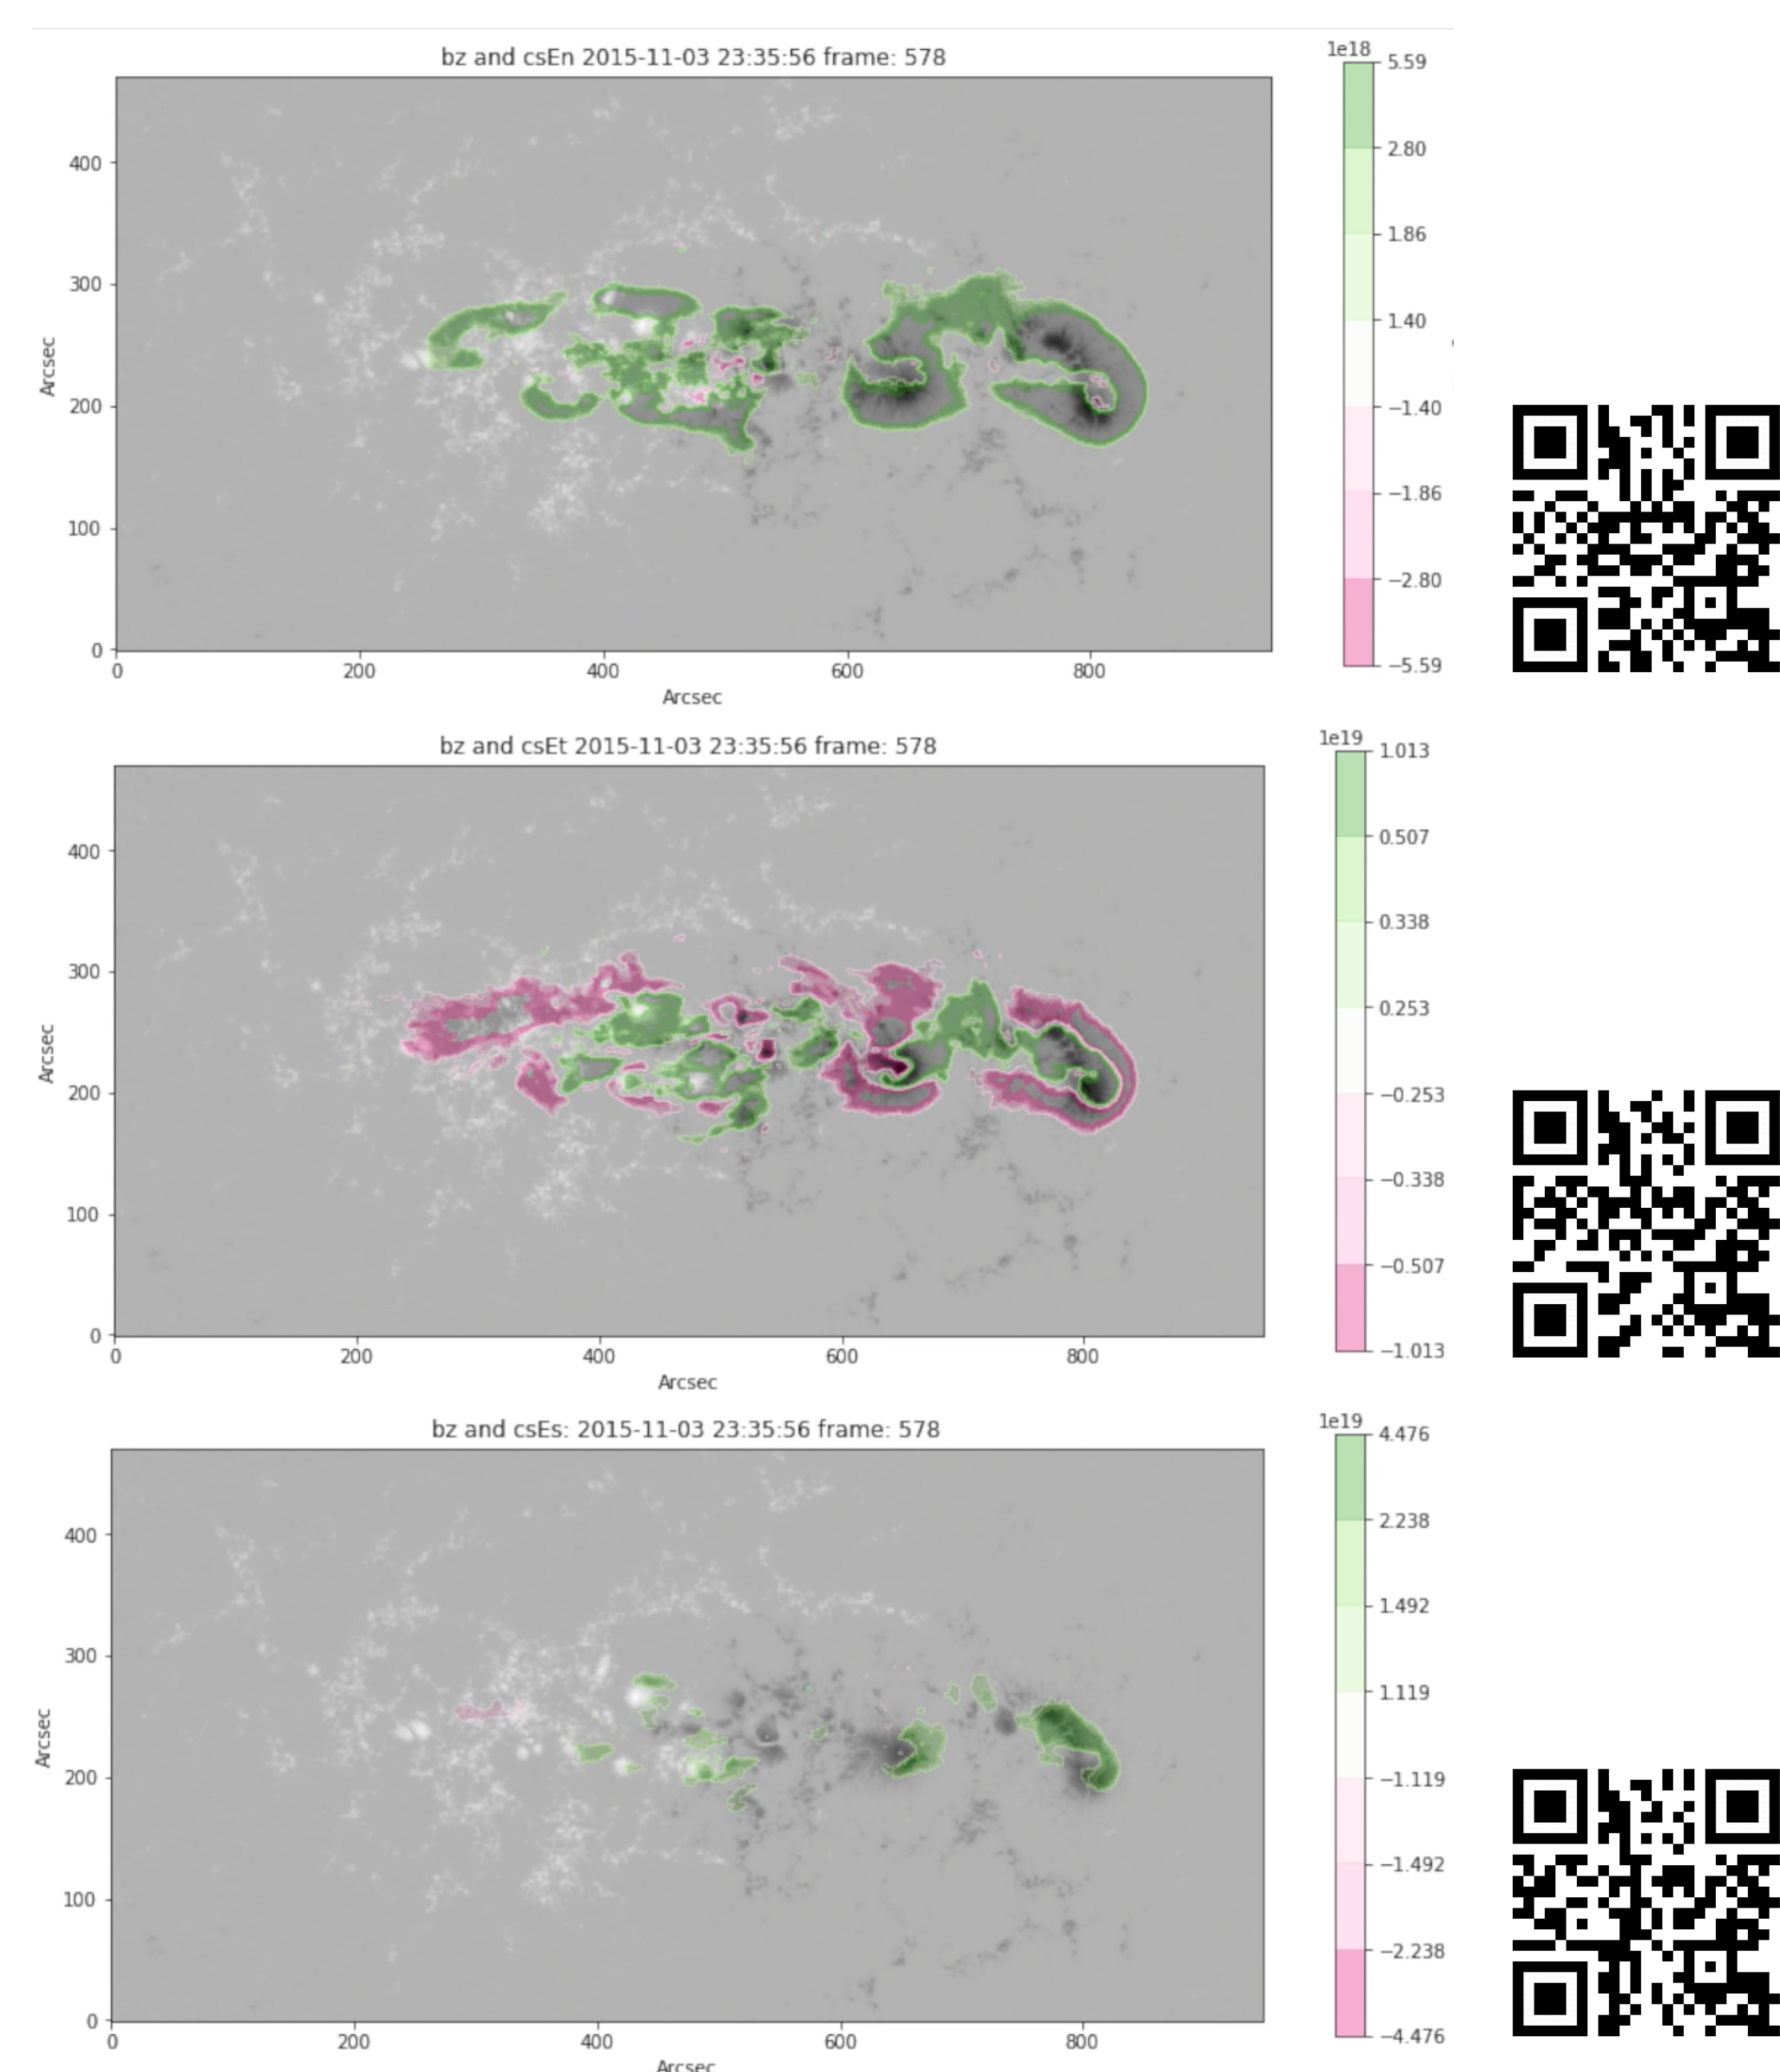 bz and csEn 2015-11-03 23:35:56 frame: 578
1e18
5.59
2.80
1.86
1.40
−1.40
−1.86
−2.80
−5.59
400
300
200
100
0
Arcsec
0 200 400 600 800
Arcsec
bz and csEt 2015-11-03 23:35:56 frame: 578
1e19
1.013
0.507
0.338
0.253
−0.253
−0.338
−0.507
−1.013
400
300
200
100
0
Arcsec
0 200 400 600 800
Arcsec
bz and csEs: 2015-11-03 23:35:56 frame: 578
1e19
4.476
2.238
1.492
1.119
−1.119
−1.492
−2.238
−4.476
400
300
200
100
0
Arcsec
0 200 400 600 800
Arcsec